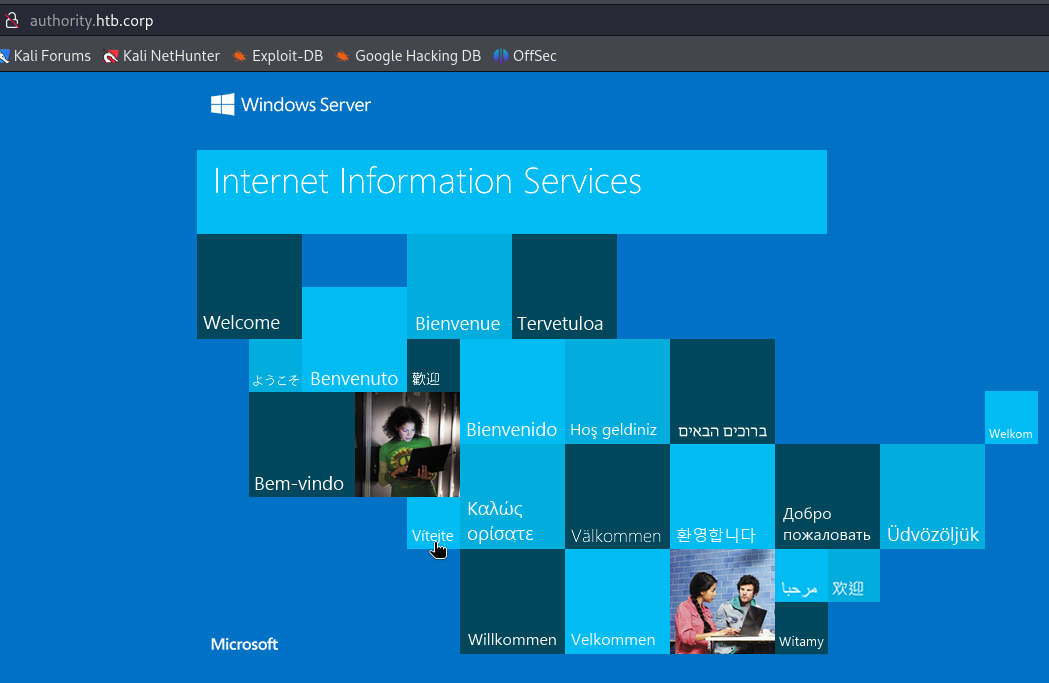 authority.htb.corp
Kali Forums
Kali NetHunter
Exploit-DB
Google Hacking DB
OffSec
Windows Server
Internet Information Services
Welcome
Bienvenue
Tervetuloa
ようこそ
Benvenuto
歡迎
Bienvenido
Hoş geldiniz
ברוכים הבאים
Welkom
Bem-vindo
Vítejte
Καλώς
ορίσατε
Välkommen
환영합니다
Добро
пожаловать
Üdvözöljük
مرحبا
欢迎
Microsoft
Willkommen
Velkommen
Witamy